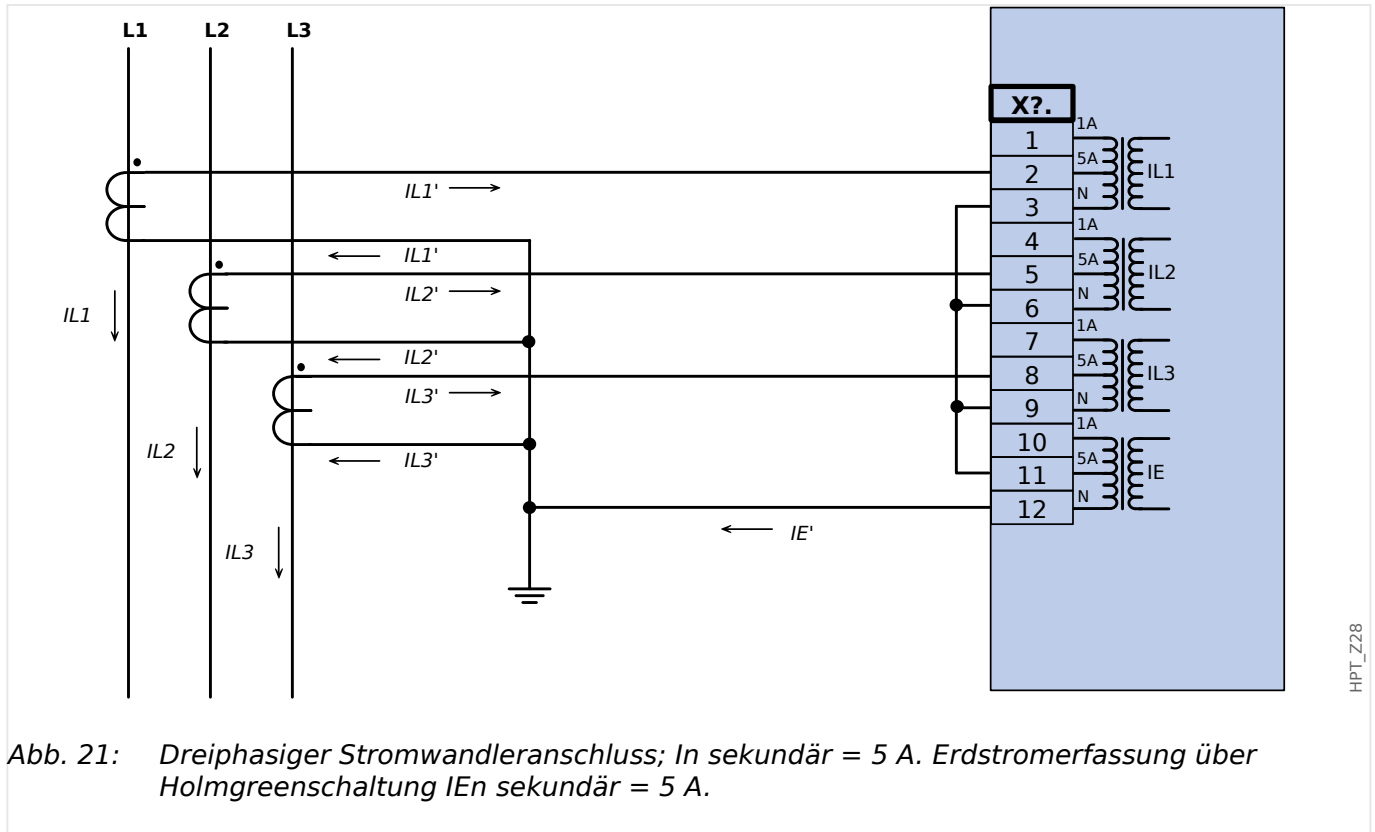 L1 L2 L3
X?.
1
2
3
4
5
6
7
8
9
10
11
12
1A
5A
N
IL1
1A
5A
N
IL2
1A
5A
N
IL3
1A
5A
N
IE
IL1'
IL1'
IL2'
IL2'
IL3'
IL3'
IE'
IL1
IL2
IL3
HPT_Z28
Abb. 21: Dreiphasiger Stromwandleranschluss; In sekundär = 5 A. Erdstromerfassung über
Holmgreenschaltung IEn sekundär = 5 A.